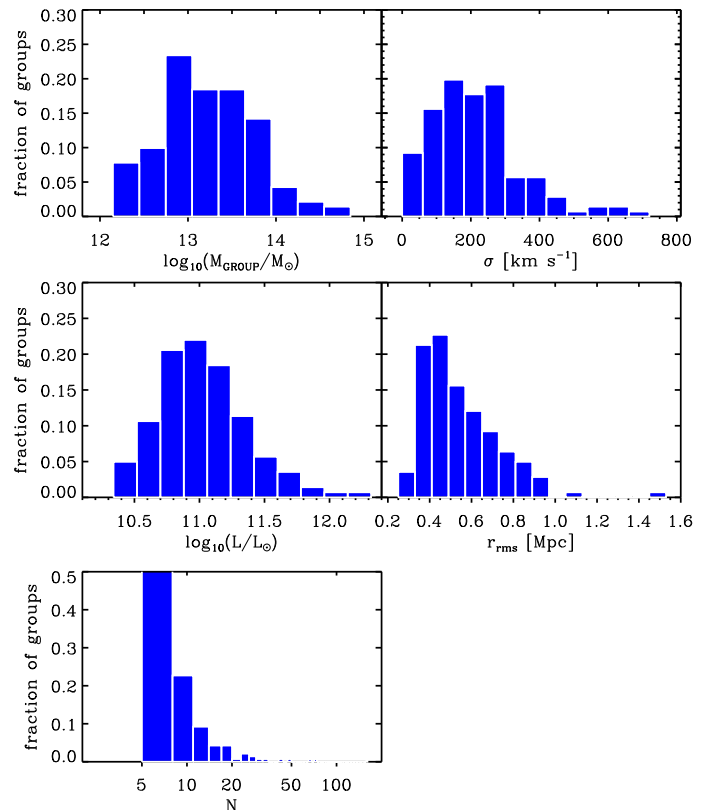 0.30
0.25
0.20
0.15
0.10
0.05
0.00
fraction of groups
12 13 14 15
log₁₀(M_GROUP/M_⊙)
0 200 400 600 800
σ [km s⁻¹]
0.30
0.25
0.20
0.15
0.10
0.05
0.00
fraction of groups
10.5 11.0 11.5 12.0
log₁₀(L/L_⊙)
0.2 0.4 0.6 0.8 1.0 1.2 1.4 1.6
r_rms [Mpc]
0.5
0.4
0.3
0.2
0.1
0.0
fraction of groups
5 10 20 50 100
N